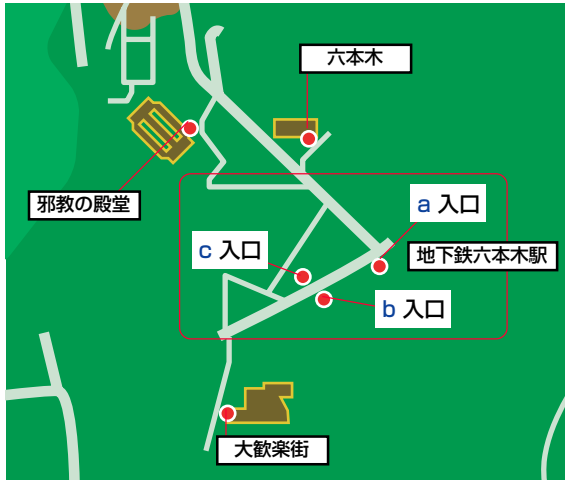 六本木
邪教の殿堂
a 入口
地下鉄六本木駅
c 入口
b 入口
大歓楽街